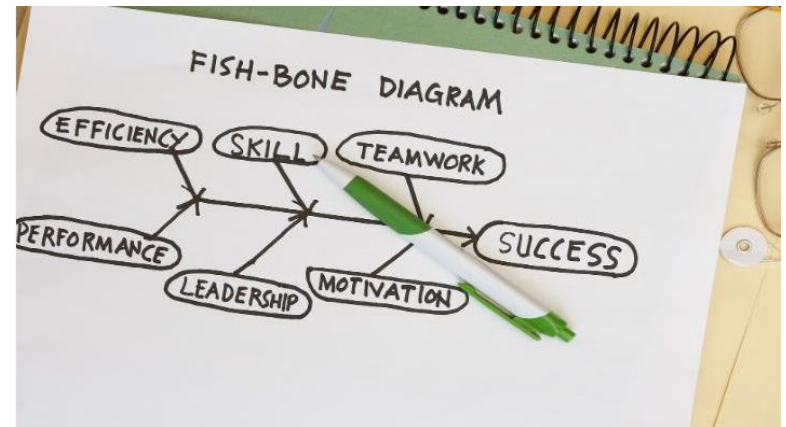 FISH-BONE DIAGRAM
EFFICIENCY
SKILL
TEAMWORK
SUCCESS
PERFORMANCE
LEADERSHIP
MOTIVATION